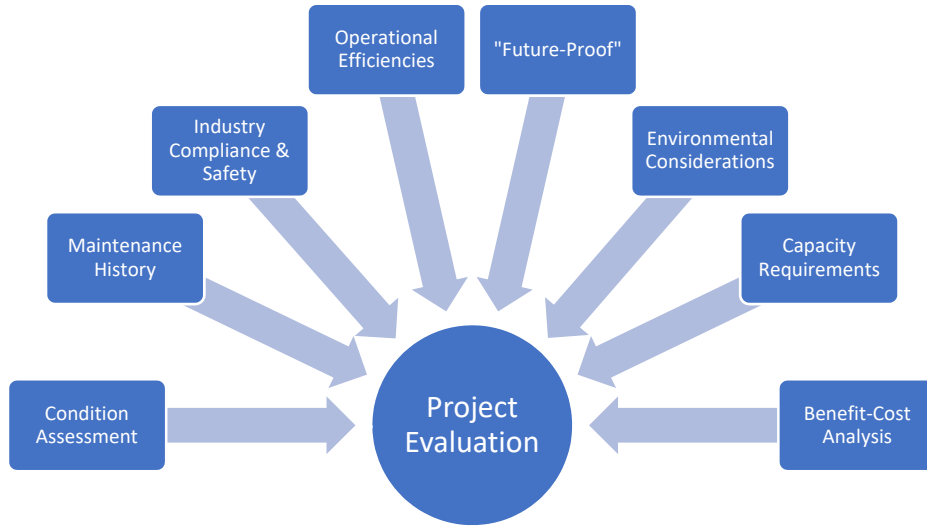 Operational
Efficiencies
"Future-Proof"
Industry
Compliance &
Safety
Environmental
Considerations
Maintenance
History
Capacity
Requirements
Condition
Assessment
Project
Evaluation
Benefit-Cost
Analysis